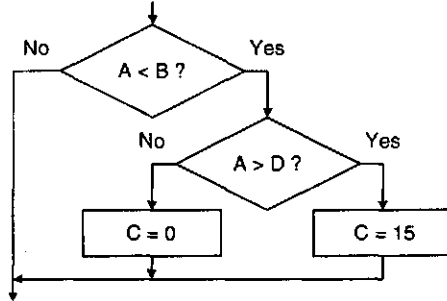 No
Yes
A < B ?
No
Yes
A > D ?
C = 0
C = 15